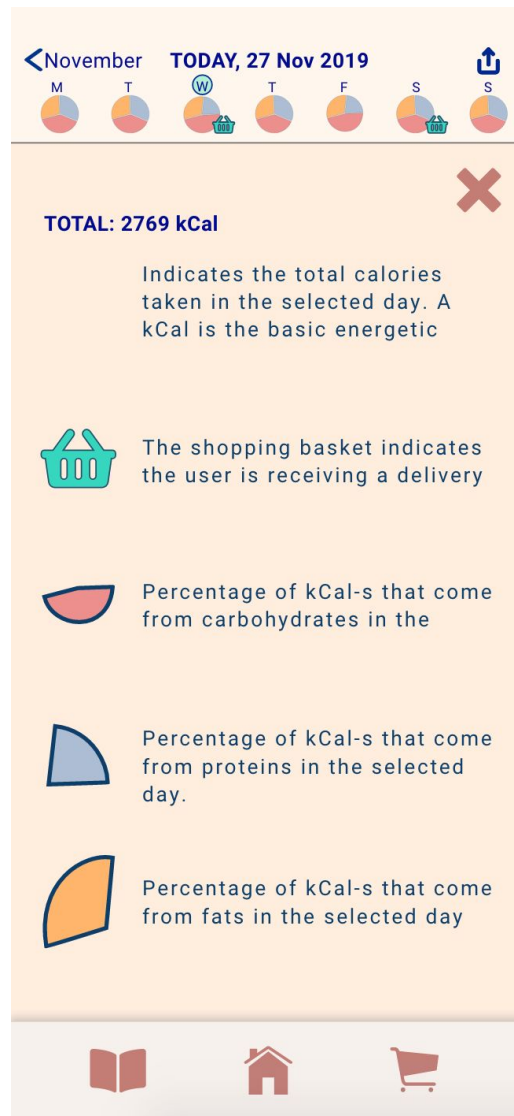 November TODAY, 27 Nov 2019
M T W T F S S
TOTAL: 2769 kCal
Indicates the total calories
taken in the selected day. A
kCal is the basic energetic
The shopping basket indicates
the user is receiving a delivery
Percentage of kCal-s that come
from carbohydrates in the
Percentage of kCal-s that come
from proteins in the selected
day.
Percentage of kCal-s that come
from fats in the selected day